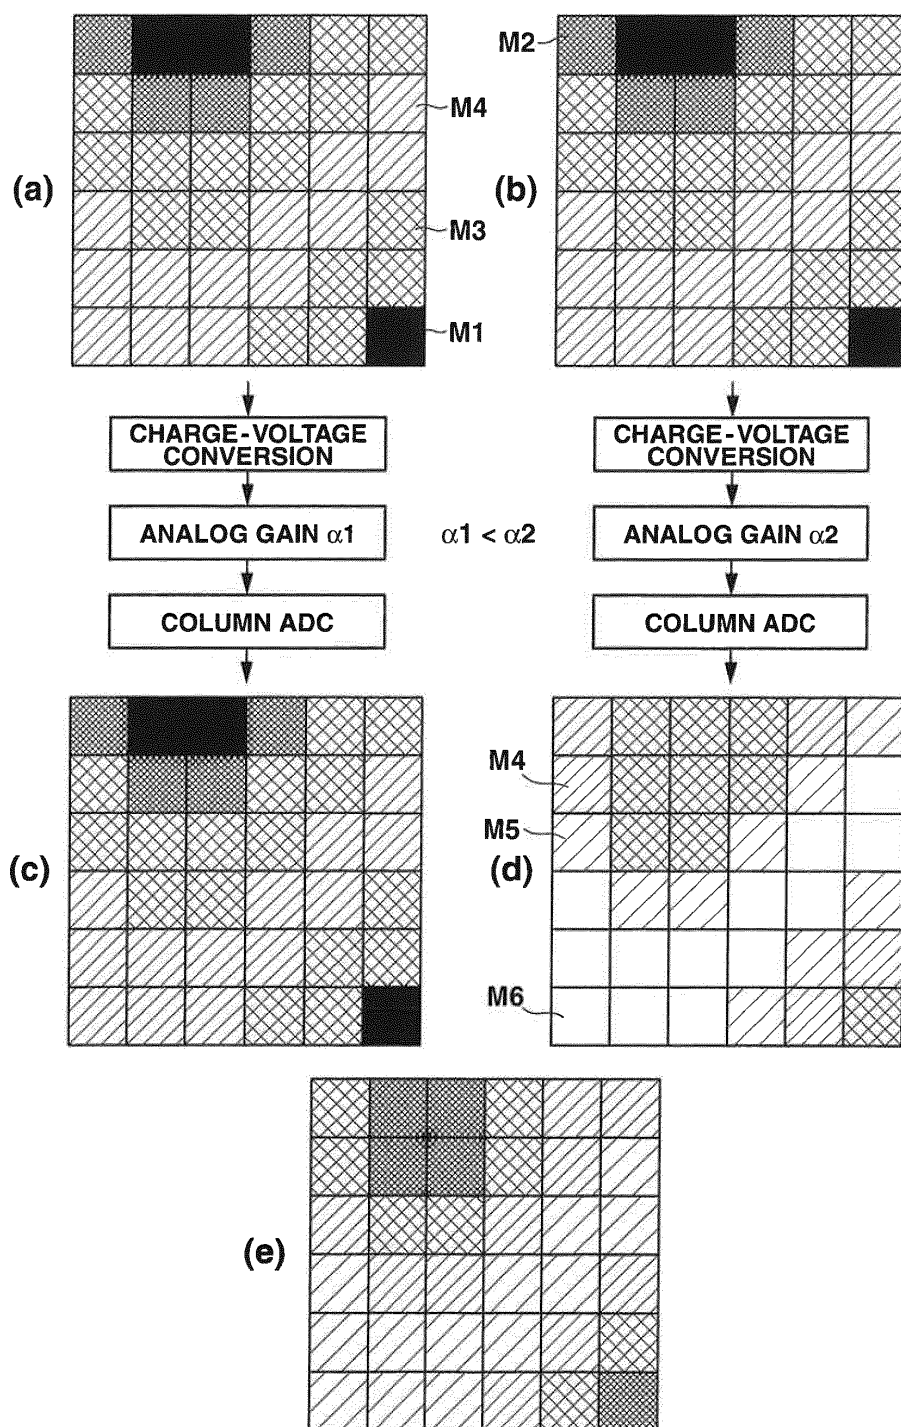 M2
M4
(a)
(b)
M3
M1
CHARGE-VOLTAGE
CONVERSION
CHARGE-VOLTAGE
CONVERSION
ANALOG GAIN α1
α1 < α2
ANALOG GAIN α2
COLUMN ADC
COLUMN ADC
M4
M5
(c)
(d)
M6
(e)